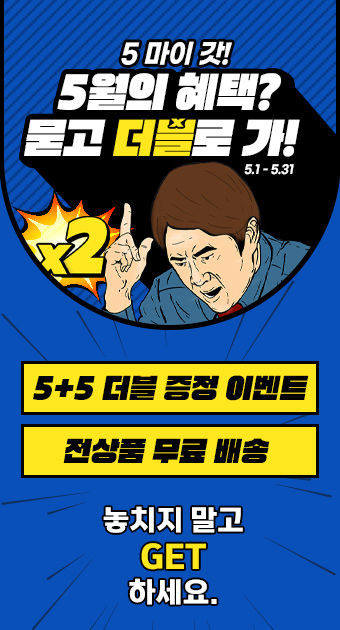 5 마이 갓!
5월의 혜택?
묻고 더블로 가!
5.1 - 5.31
x2
5+5 더블 증정 이벤트
전상품 무료 배송
놓치지 말고
GET
하세요.